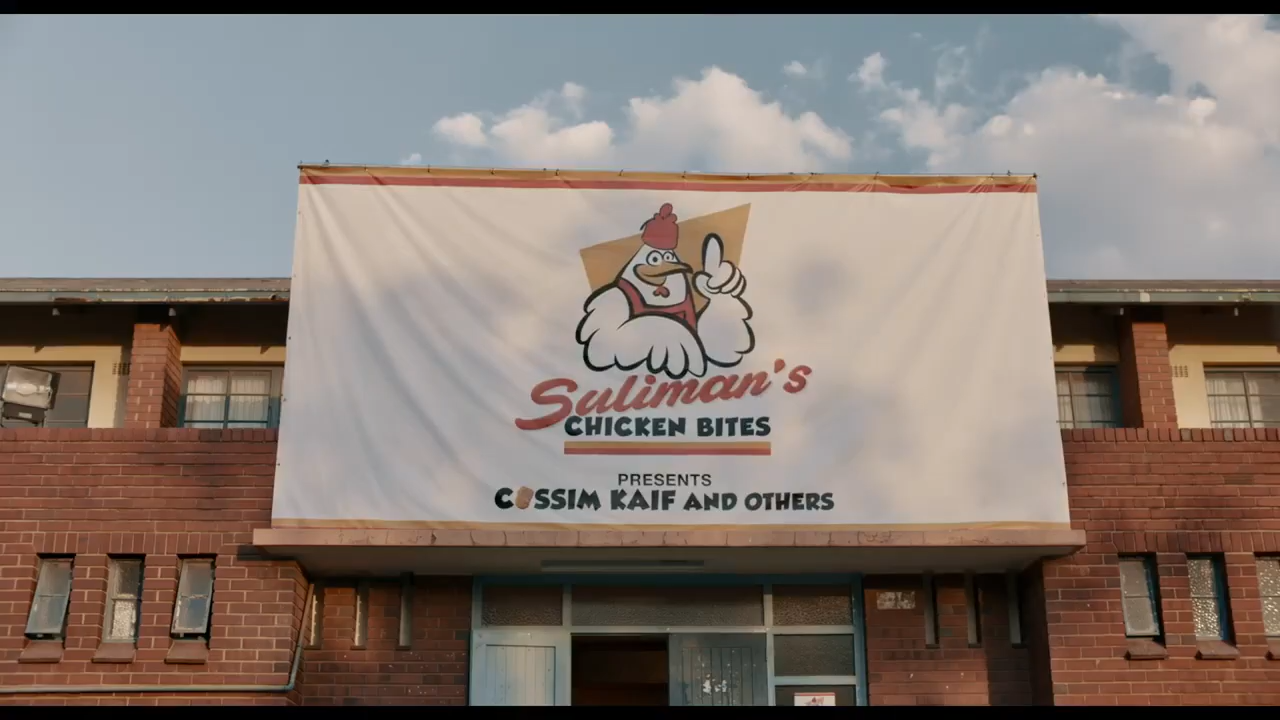 Suliman's
CHICKEN BITES
PRESENTS
COSSIM KAIF AND OTHERS